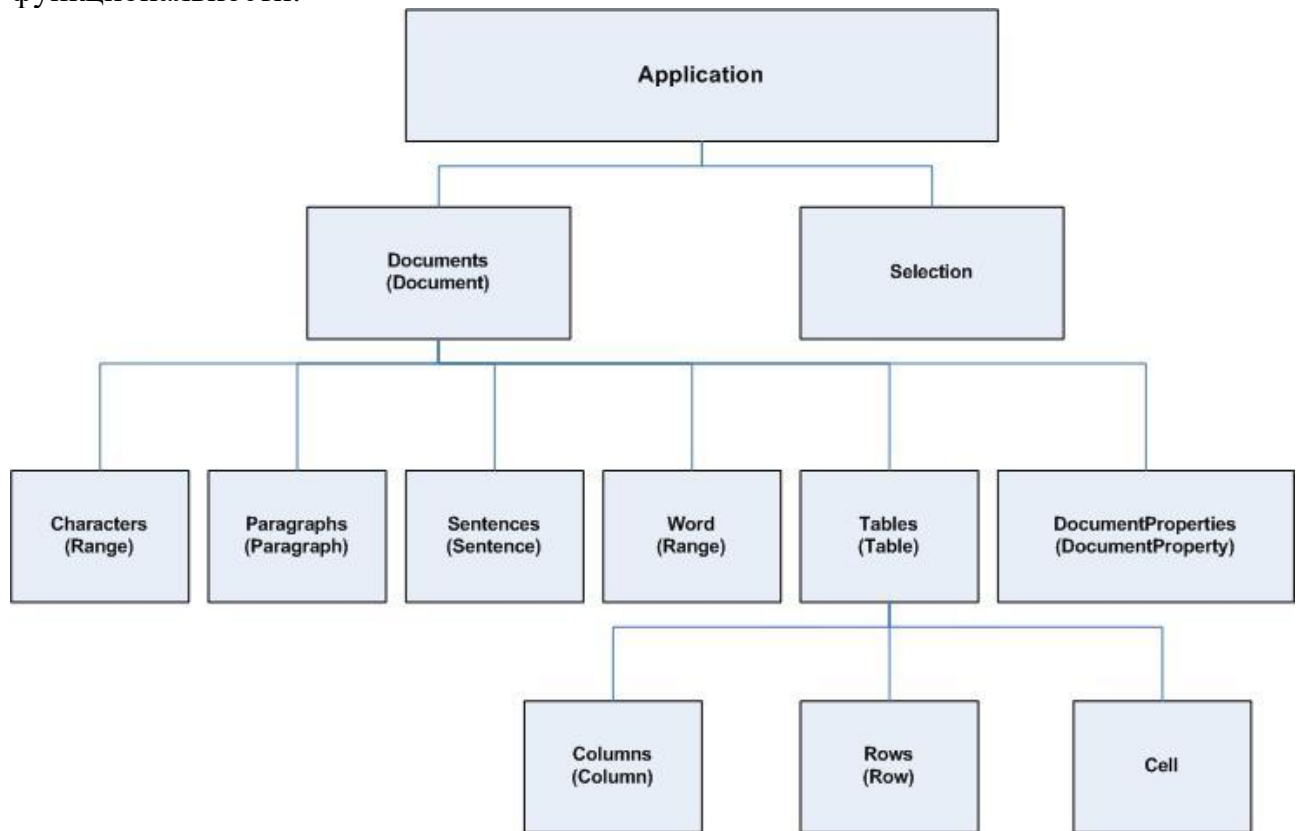 функциональности.
Application
Documents
(Document)
Selection
Characters
(Range)
Paragraphs
(Paragraph)
Sentences
(Sentence)
Word
(Range)
Tables
(Table)
DocumentProperties
(DocumentProperty)
Columns
(Column)
Rows
(Row)
Cell